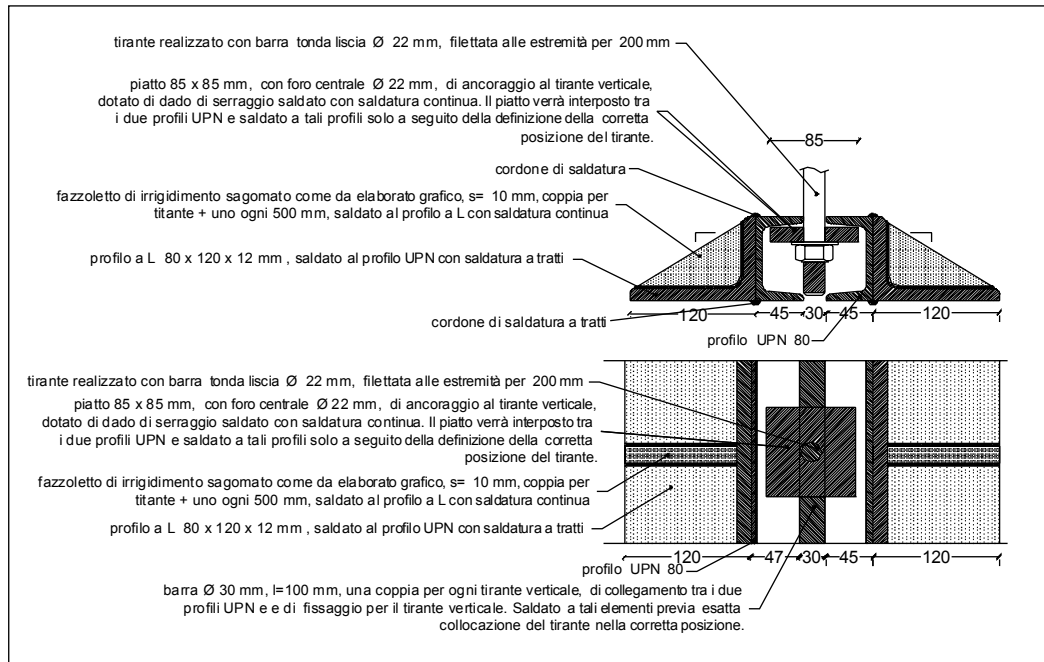 tirante realizzato con barra tonda liscia Ø 22 mm, filettata alle estremità per 200 mm
piatto 85 x 85 mm, con foro centrale Ø 22 mm, di ancoraggio al tirante verticale,
dotato di dado di serraggio saldato con saldatura continua. Il piatto verrà interposto tra
i due profili UPN e saldato a tali profili solo a seguito della definizione della corretta
posizione del tirante.
85
cordone di saldatura
fazzoletto di irrigidimento sagomato come da elaborato grafico, s= 10 mm, coppia per
titante + uno ogni 500 mm, saldato al profilo a L con saldatura continua
profilo a L 80 x 120 x 12 mm , saldato al profilo UPN con saldatura a tratti
cordone di saldatura a tratti
120 45 30 45 120
profilo UPN 80
tirante realizzato con barra tonda liscia Ø 22 mm, filettata alle estremità per 200 mm
piatto 85 x 85 mm, con foro centrale Ø 22 mm, di ancoraggio al tirante verticale,
dotato di dado di serraggio saldato con saldatura continua. Il piatto verrà interposto tra
i due profili UPN e saldato a tali profili solo a seguito della definizione della corretta
posizione del tirante.
fazzoletto di irrigidimento sagomato come da elaborato grafico, s= 10 mm, coppia per
titante + uno ogni 500 mm, saldato al profilo a L con saldatura continua
profilo a L 80 x 120 x 12 mm , saldato al profilo UPN con saldatura a tratti
120 47 30 45 120
profilo UPN 80
barra Ø 30 mm, l=100 mm, una coppia per ogni tirante verticale, di collegamento tra i due
profili UPN e e di fissaggio per il tirante verticale. Saldato a tali elementi previa esatta
collocazione del tirante nella corretta posizione.